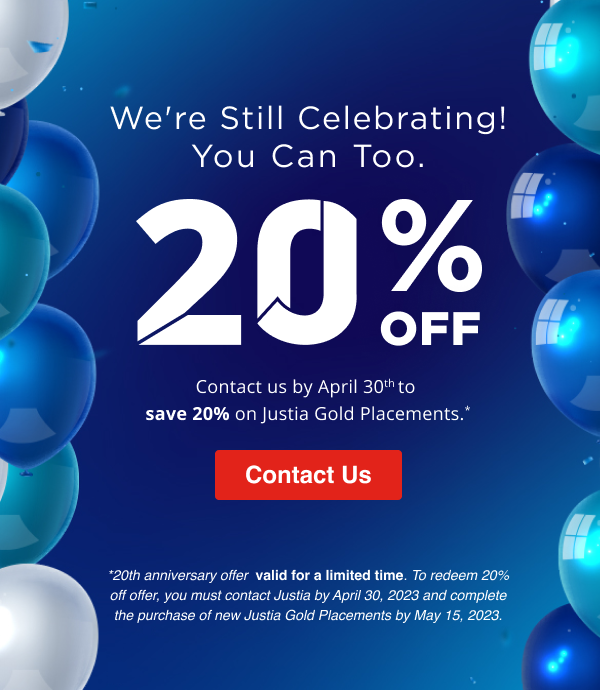 We're Still Celebrating!
You Can Too.
20%
OFF
Contact us by April 30th to
save 20% on Justia Gold Placements.*
Contact Us
*20th anniversary offer valid for a limited time. To redeem 20%
off offer, you must contact Justia by April 30, 2023 and complete
the purchase of new Justia Gold Placements by May 15, 2023.